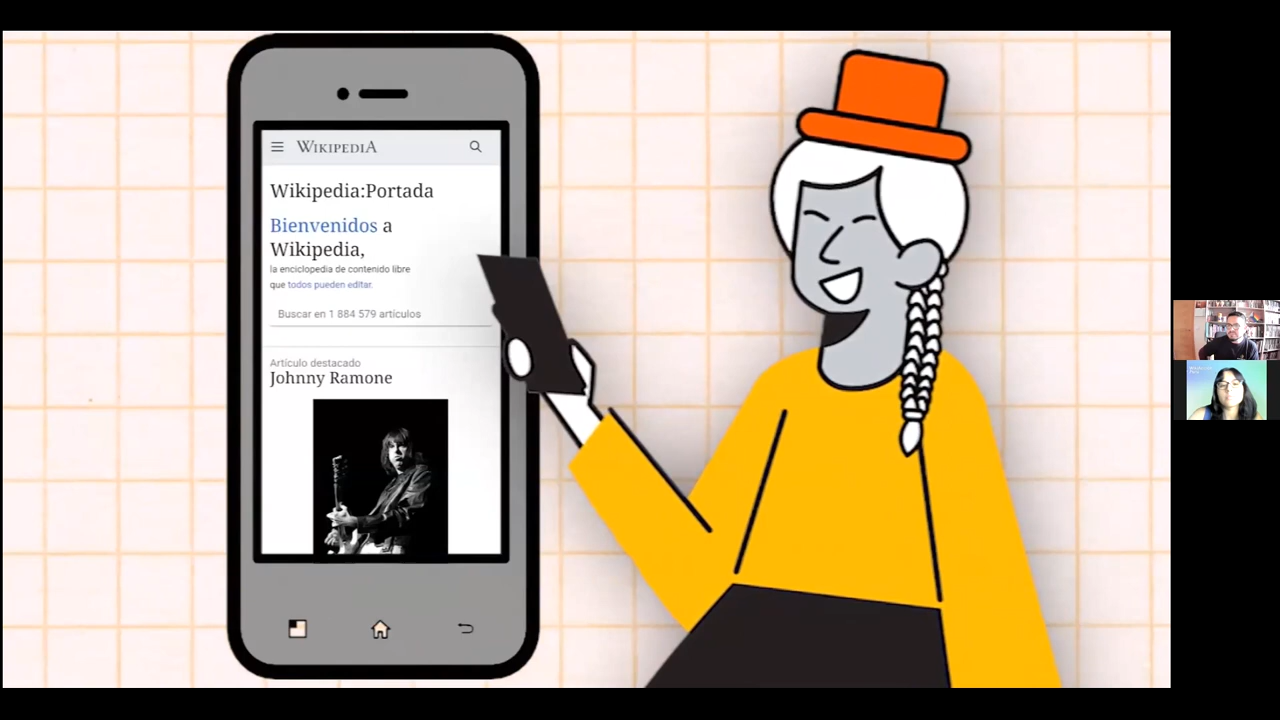 WIKIPEDIA
Wikipedia:Portada
Bienvenidos a
Wikipedia,
la enciclopedia de contenido libre
que todos pueden editar.
Buscar en 1 884 579 artículos
Artículo destacado
Johnny Ramone